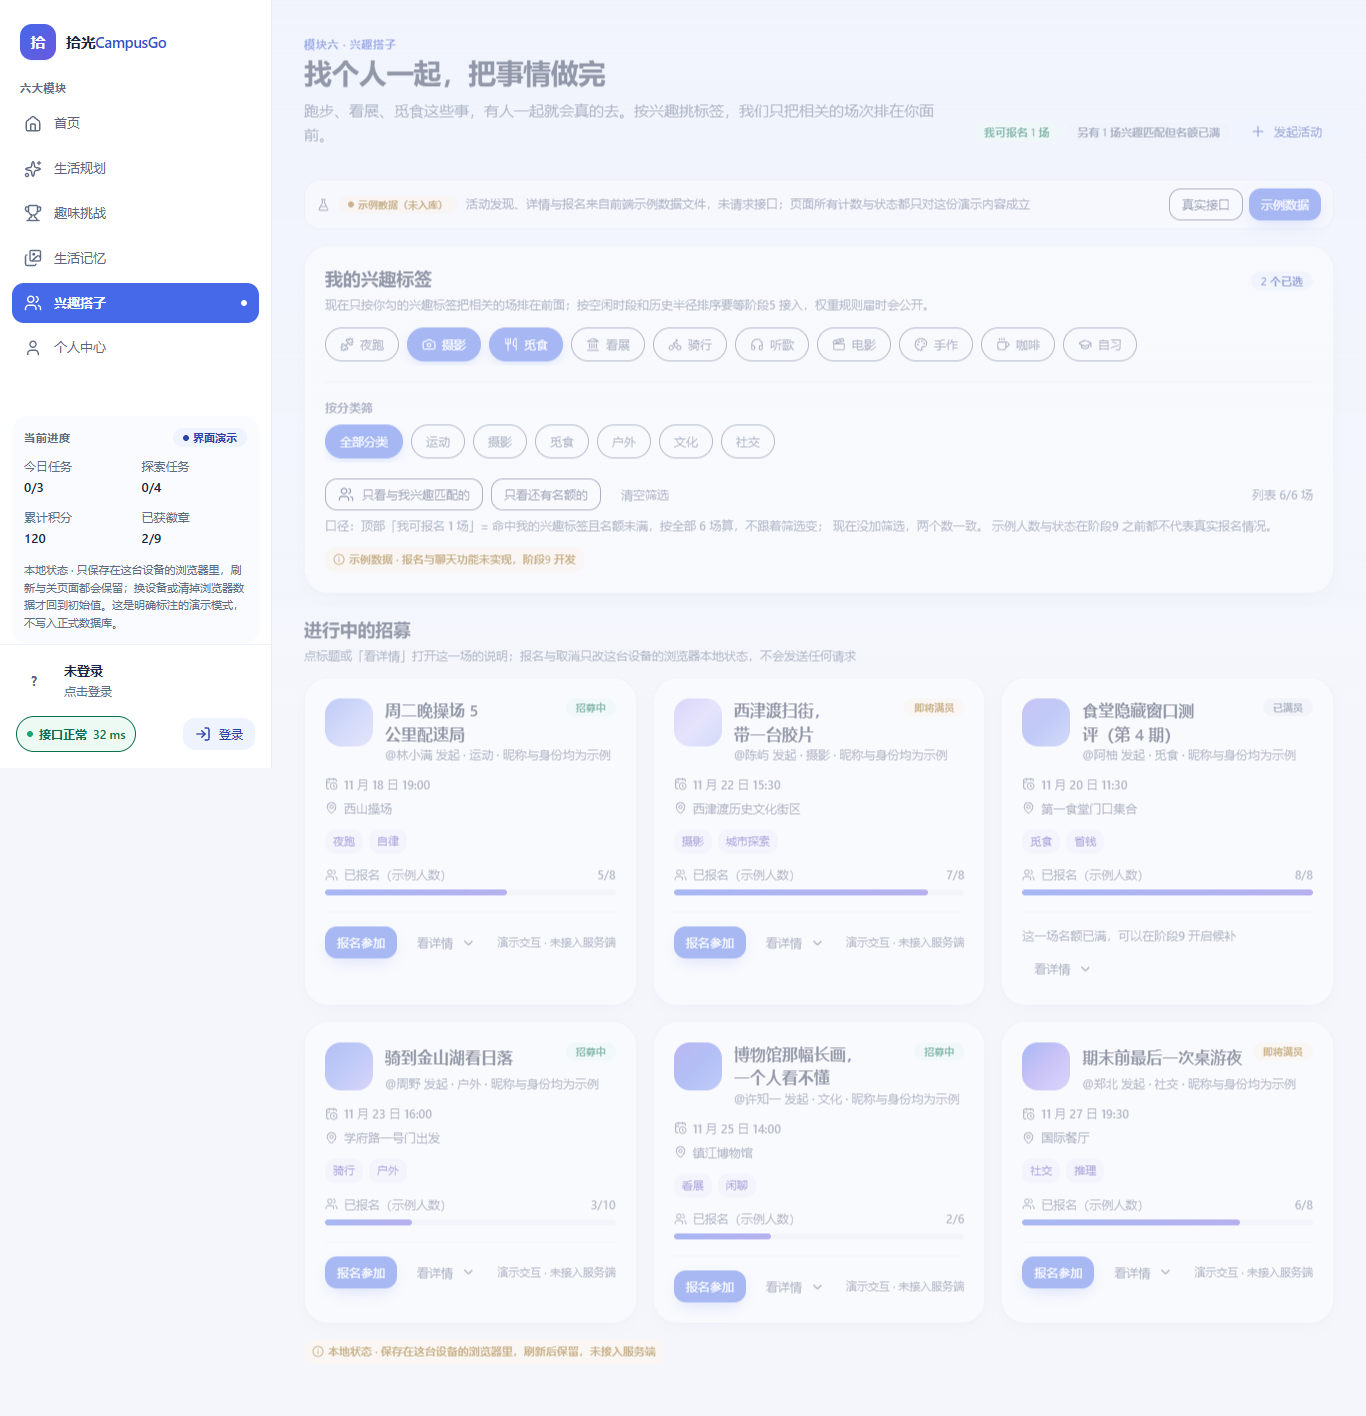 拾 拾光CampusGo
六大模块
首页
生活规划
趣味挑战
生活记忆
兴趣搭子
个人中心
当前进度
界面演示
今日任务 探索任务
0/3 0/4
累计积分 已获徽章
120 2/9
本地状态 · 只保存在这台设备的浏览器里，刷
新与关页面都会保留；换设备或清掉浏览器数
据才回到初始值。这是明确标注的演示模式，
不写入正式数据库。
? 未登录
点击登录
接口正常 32 ms
登录
模块六 · 兴趣搭子
找个人一起，把事情做完
跑步、看展、觅食这些事，有人一起就会真的去。按兴趣挑标签，我们只把相关的场次排在你面
前。
我可报名 1 场
另有 1 场兴趣匹配但名额已满
发起活动
示例数据（未入库）
活动发现、详情与报名来自前端示例数据文件，未请求接口；页面所有计数与状态都只对这份演示内容成立
真实接口
示例数据
我的兴趣标签
2 个已选
现在只按你勾的兴趣标签把相关的场排在前面；按空闲时段和历史半径排序要等阶段5 接入，权重规则届时会公开。
夜跑 摄影 觅食 看展 骑行 听歌 电影 手作 咖啡 自习
按分类筛
全部分类 运动 摄影 觅食 户外 文化 社交
只看与我兴趣匹配的 只看还有名额的 清空筛选 列表 6/6 场
口径：顶部「我可报名 1 场」= 命中我的兴趣标签且名额未满，按全部 6 场算，不跟着筛选变； 现在没加筛选，两个数一致。 示例人数与状态在阶段9 之前都不代表真实报名情况。
示例数据 · 报名与聊天功能未实现，阶段9 开发
进行中的招募
点标题或「看详情」打开这一场的说明；报名与取消只改这台设备的浏览器本地状态，不会发送任何请求
周二晚操场 5
公里配速局
招募中
@林小满 发起 · 运动 · 昵称与身份均为示例
11 月 18 日 19:00
西山操场
夜跑 自律
已报名（示例人数） 5/8
报名参加 看详情 演示交互 · 未接入服务端
西津渡扫街，
带一台胶片
即将满员
@陈屿 发起 · 摄影 · 昵称与身份均为示例
11 月 22 日 15:30
西津渡历史文化街区
摄影 城市探索
已报名（示例人数） 7/8
报名参加 看详情 演示交互 · 未接入服务端
食堂隐藏窗口测
评（第 4 期）
已满员
@阿柚 发起 · 觅食 · 昵称与身份均为示例
11 月 20 日 11:30
第一食堂门口集合
觅食 省钱
已报名（示例人数） 8/8
这一场名额已满，可以在阶段9 开启候补
看详情
骑到金山湖看日落
招募中
@周野 发起 · 户外 · 昵称与身份均为示例
11 月 23 日 16:00
学府路一号门出发
骑行 户外
已报名（示例人数） 3/10
报名参加 看详情 演示交互 · 未接入服务端
博物馆那幅长画，
一个人看不懂
招募中
@许知一 发起 · 文化 · 昵称与身份均为示例
11 月 25 日 14:00
镇江博物馆
看展 闲聊
已报名（示例人数） 2/6
报名参加 看详情 演示交互 · 未接入服务端
期末前最后一次桌游夜
即将满员
@郑北 发起 · 社交 · 昵称与身份均为示例
11 月 27 日 19:30
国际餐厅
社交 推理
已报名（示例人数） 6/8
报名参加 看详情 演示交互 · 未接入服务端
本地状态 · 保存在这台设备的浏览器里，刷新后保留，未接入服务端